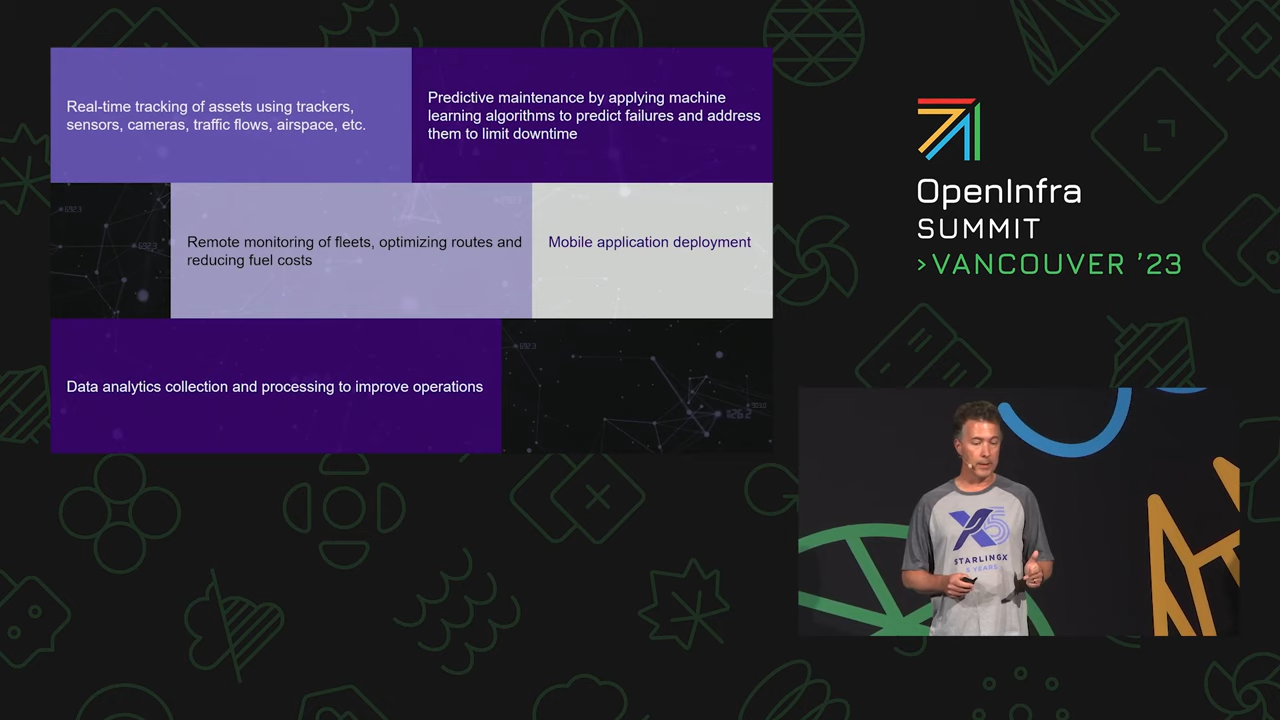 Real-time tracking of assets using trackers,
sensors, cameras, traffic flows, airspace, etc.
Predictive maintenance by applying machine
learning algorithms to predict failures and address
them to limit downtime
Remote monitoring of fleets, optimizing routes and
reducing fuel costs
Mobile application deployment
Data analytics collection and processing to improve operations
OpenInfra
SUMMIT
>VANCOUVER '23
X5
STARLINGX
5 YEARS